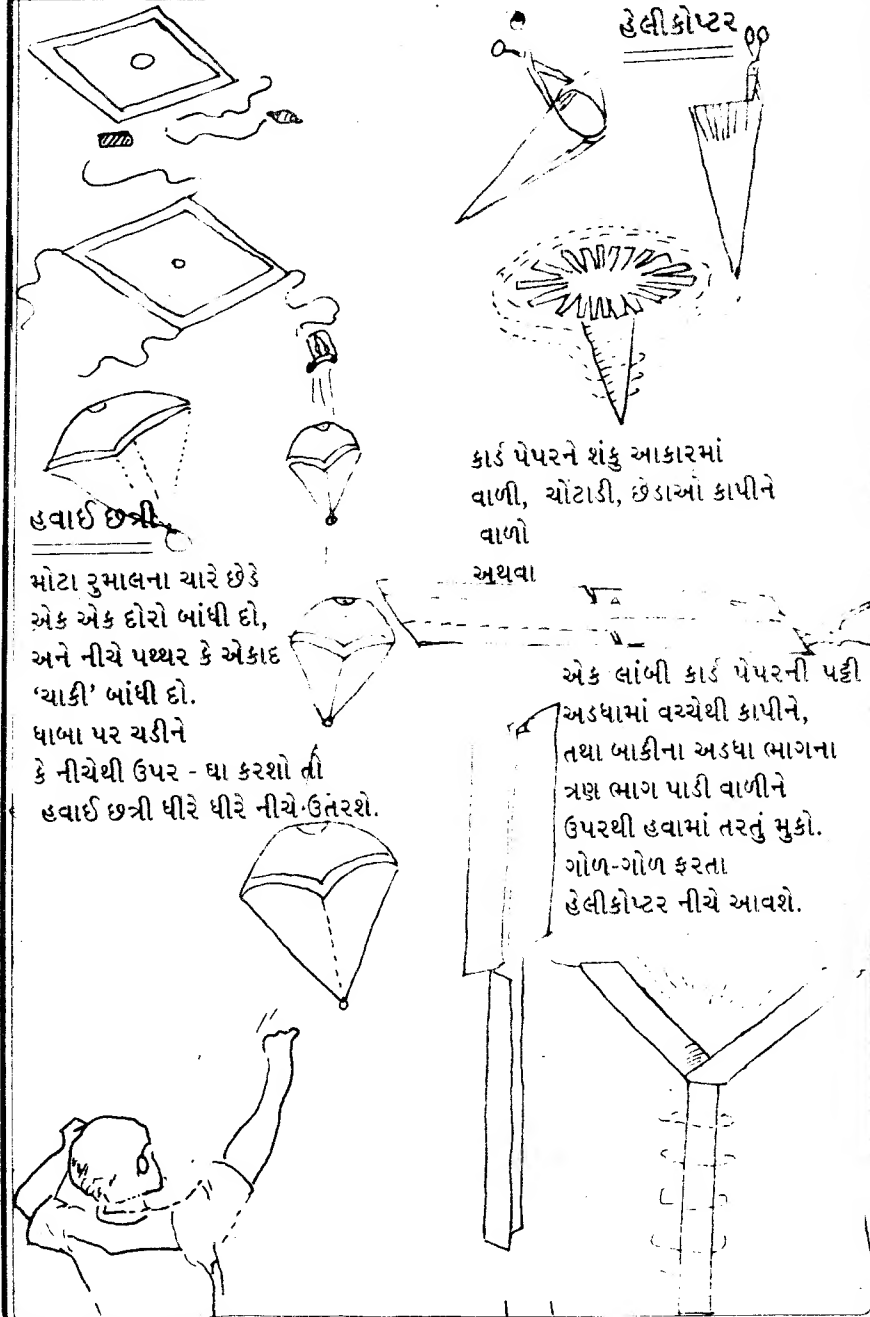 હવાઈ છત્રી
મોટા રુમાલના ચારે છેડે
એક એક દોરો બાંધી દો,
અને નીચે પથ્થર કે એકાદ
‘ચાકી’ બાંધી દો.
ધાબા પર ચડીને
કે નીચેથી ઉપર - ઘા કરશો તો
હવાઈ છત્રી ધીરે ધીરે નીચે ઉતરશે.
હેલીકોપ્ટર
કાર્ડ પેપરને શંકુ આકારમાં
વાળી, ચોંટાડી, છેડાઓ કાપીને
વાળો
અથવા
એક લાંબી કાર્ડ પેપરની પટ્ટી
અડધામાં વચ્ચેથી કાપીને,
તથા બાકીના અડધા ભાગના
ત્રણ ભાગ પાડી વાળીને
ઉપરથી હવામાં તરતું મુકો.
ગોળ-ગોળ ફરતા
હેલીકોપ્ટર નીચે આવશે.